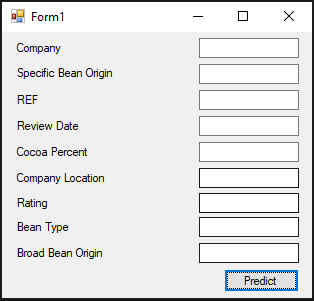 Form1
Company
Specific Bean Origin
REF
Review Date
Cocoa Percent
Company Location
Rating
Bean Type
Broad Bean Origin
Predict